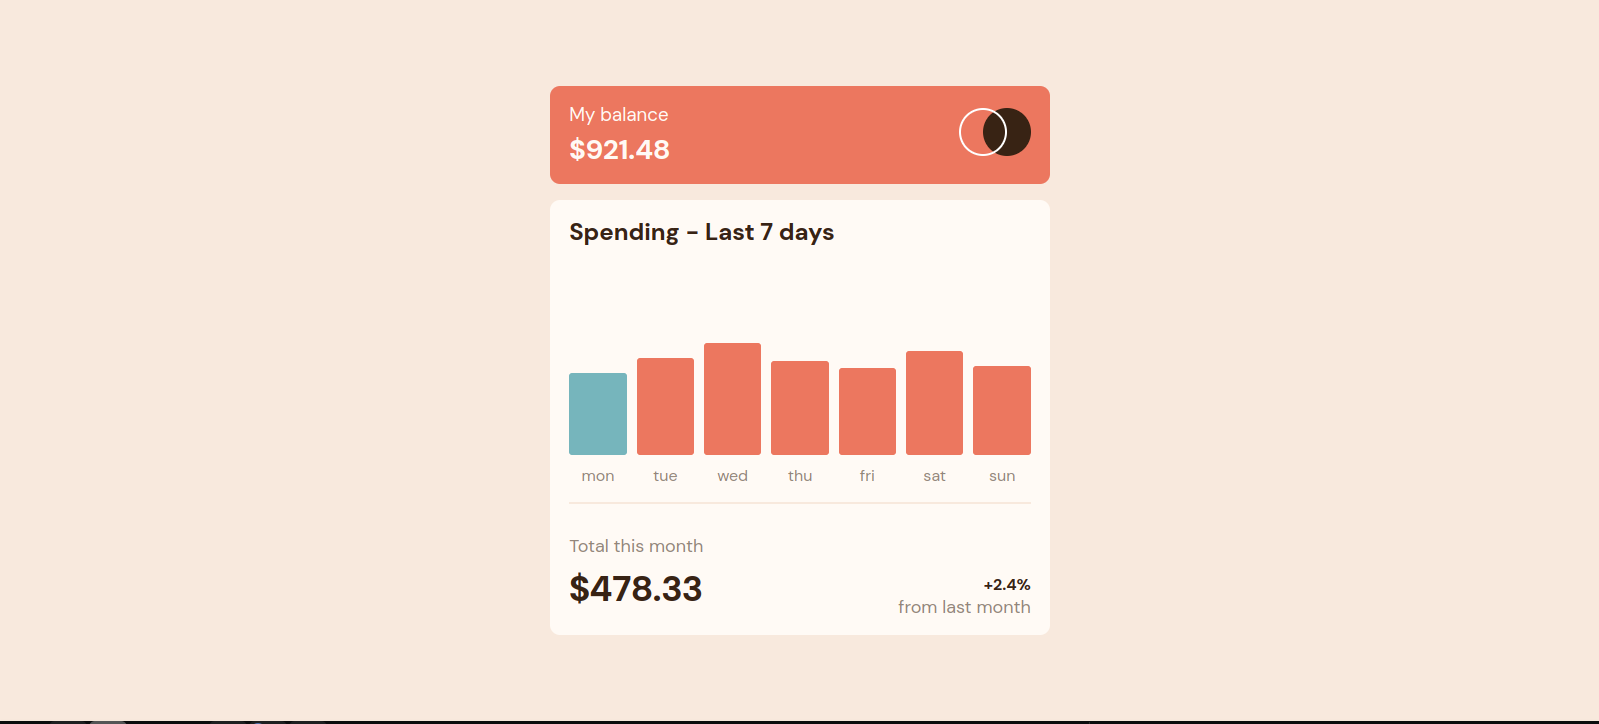 My balance
$921.48
Spending - Last 7 days
mon tue wed thu fri sat sun
Total this month
$478.33
+2.4%
from last month